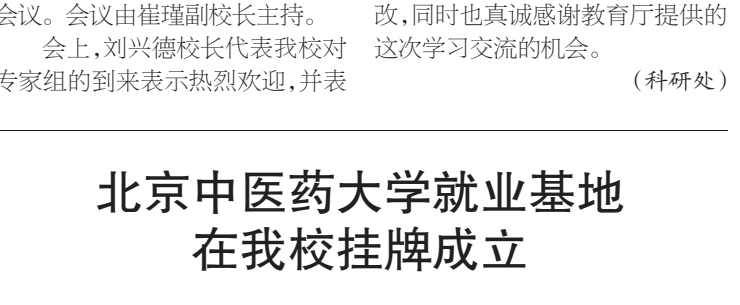 会议。会议由崔瑾副校长主持。
会上,刘兴德校长代表我校对
专家组的到来表示热烈欢迎,并表
改,同时也真诚感谢教育厅提供的
这次学习交流的机会。
(科研处)
北京中医药大学就业基地
在我校挂牌成立